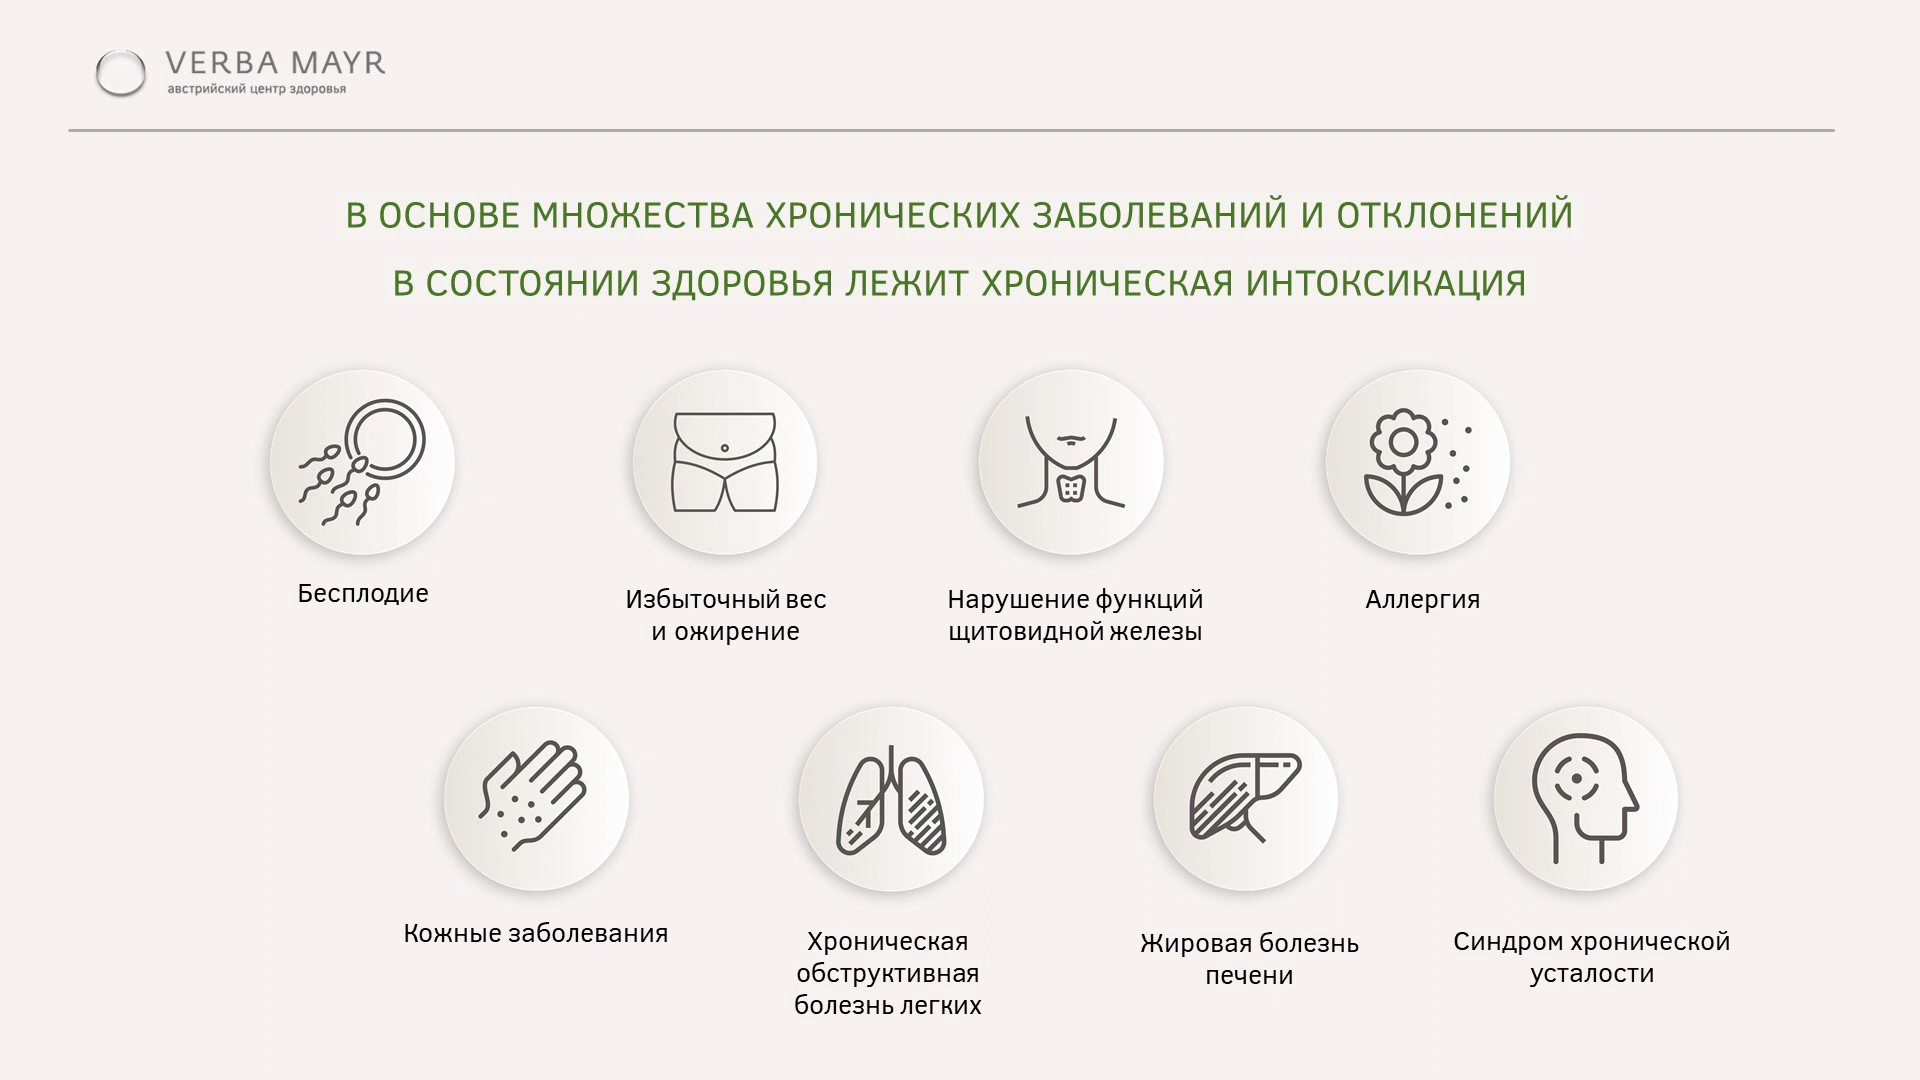 VERBA MAYR
австрийский центр здоровья
В ОСНОВЕ МНОЖЕСТВА ХРОНИЧЕСКИХ ЗАБОЛЕВАНИЙ И ОТКЛОНЕНИЙ
В СОСТОЯНИИ ЗДОРОВЬЯ ЛЕЖИТ ХРОНИЧЕСКАЯ ИНТОКСИКАЦИЯ
Бесплодие
Избыточный вес
и ожирение
Нарушение функций
щитовидной железы
Аллергия
Кожные заболевания
Хроническая
обструктивная
болезнь легких
Жировая болезнь
печени
Синдром хронической
усталости